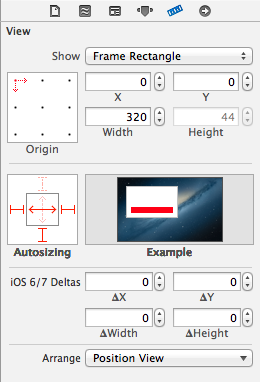 View
Show Frame Rectangle
0 0
X Y
320 44
Width Height
Origin
Autosizing Example
iOS 6/7 Deltas 0 0
ΔX ΔY
0 0
ΔWidth ΔHeight
Arrange Position View